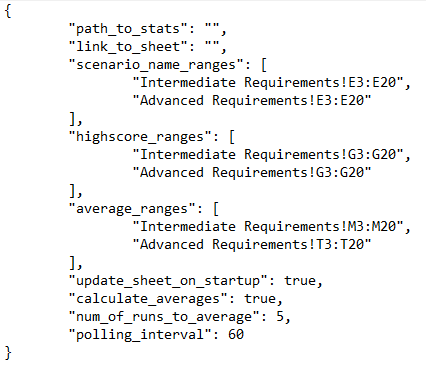 {
"path_to_stats": "",
"link_to_sheet": "",
"scenario_name_ranges": [
"Intermediate Requirements!E3:E20",
"Advanced Requirements!E3:E20"
],
"highscore_ranges": [
"Intermediate Requirements!G3:G20",
"Advanced Requirements!G3:G20"
],
"average_ranges": [
"Intermediate Requirements!M3:M20",
"Advanced Requirements!T3:T20"
],
"update_sheet_on_startup": true,
"calculate_averages": true,
"num_of_runs_to_average": 5,
"polling_interval": 60
}